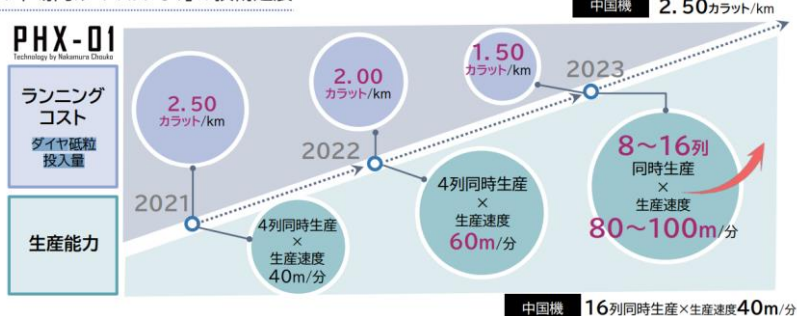 中国機 2.50カラット/km
PHX-01
Technology by Nakamura Chouko
ランニング
コスト
ダイヤ砥粒
投入量
2.50
カラット/km
2.00
カラット/km
1.50
カラット/km
2021
2022
2023
生産能力
4列同時生産
×
生産速度
40m/分
4列同時生産
×
生産速度
60m/分
8〜16列
同時生産
×
生産速度
80〜100m/分
中国機 16列同時生産×生産速度40m/分